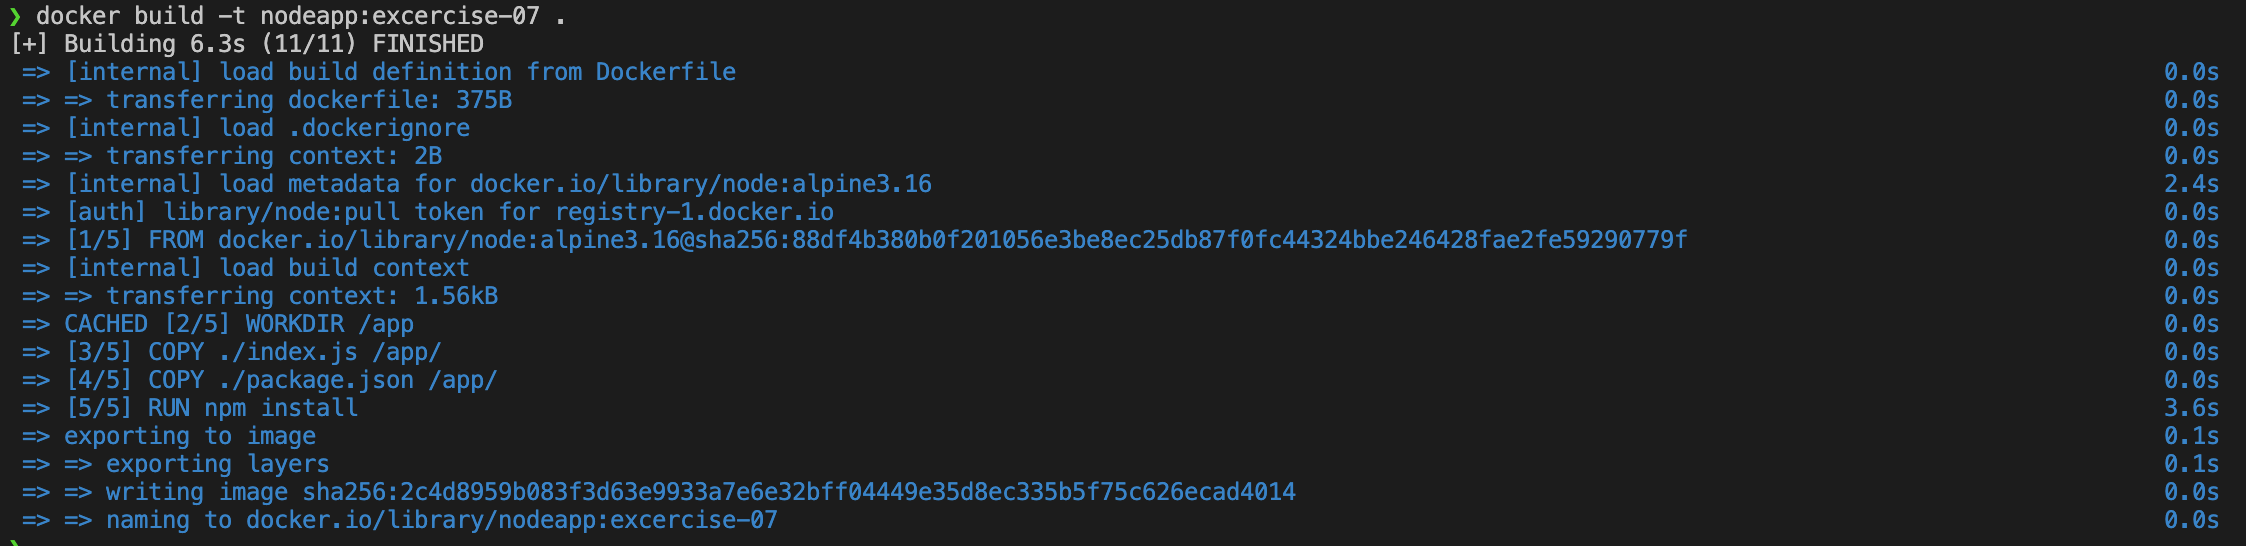 ❯ docker build -t nodeapp:excercise-07 .
[+] Building 6.3s (11/11) FINISHED
=> [internal] load build definition from Dockerfile 0.0s
=> => transferring dockerfile: 375B 0.0s
=> [internal] load .dockerignore 0.0s
=> => transferring context: 2B 0.0s
=> [internal] load metadata for docker.io/library/node:alpine3.16 2.4s
=> [auth] library/node:pull token for registry-1.docker.io 0.0s
=> [1/5] FROM docker.io/library/node:alpine3.16@sha256:88df4b380b0f201056e3be8ec25db87f0fc44324bbe246428fae2fe59290779f 0.0s
=> [internal] load build context 0.0s
=> => transferring context: 1.56kB 0.0s
=> CACHED [2/5] WORKDIR /app 0.0s
=> [3/5] COPY ./index.js /app/ 0.0s
=> [4/5] COPY ./package.json /app/ 0.0s
=> [5/5] RUN npm install 3.6s
=> exporting to image 0.1s
=> => exporting layers 0.1s
=> => writing image sha256:2c4d8959b083f3d63e9933a7e6e32bff04449e35d8ec335b5f75c626ecad4014 0.0s
=> => naming to docker.io/library/nodeapp:excercise-07 0.0s